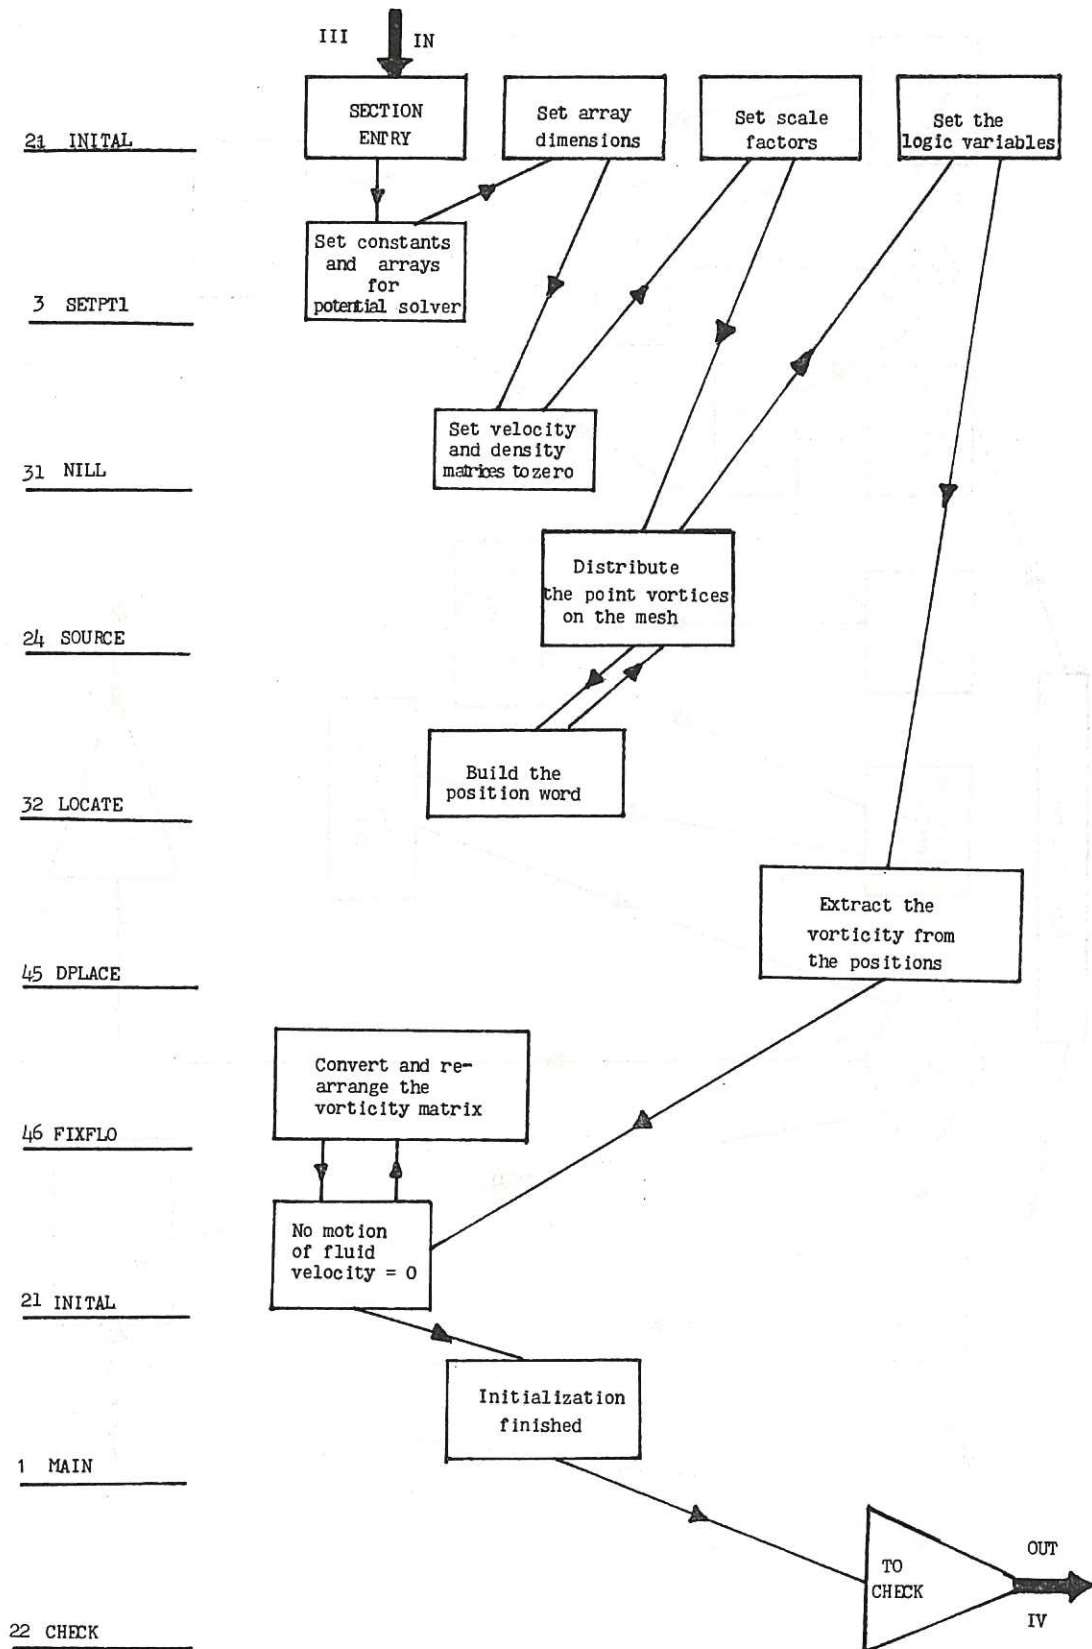 III
IN
21 INITAL
SECTION
ENTRY
Set array
dimensions
Set scale
factors
Set the
logic variables
3 SETPT1
Set constants
and arrays
for
potential solver
31 NILL
Set velocity
and density
matrices to zero
24 SOURCE
Distribute
the point vortices
on the mesh
32 LOCATE
Build the
position word
45 DPLACE
Extract the
vorticity from
the positions
46 FIXFLO
Convert and re-
arrange the
vorticity matrix
21 INITAL
No motion
of fluid
velocity = 0
1 MAIN
Initialization
finished
22 CHECK
TO
CHECK
OUT
IV